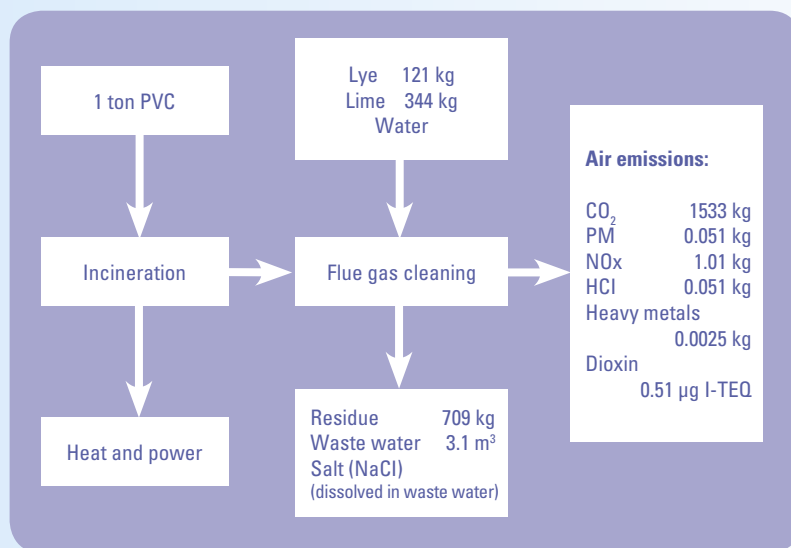 1 ton PVC
Lye 121 kg
Lime 344 kg
Water
Incineration
Flue gas cleaning
Heat and power
Residue 709 kg
Waste water 3.1 m³
Salt (NaCl)
(dissolved in waste water)
Air emissions:
CO₂ 1533 kg
PM 0.051 kg
NOx 1.01 kg
HCl 0.051 kg
Heavy metals
0.0025 kg
Dioxin
0.51 µg I-TEQ